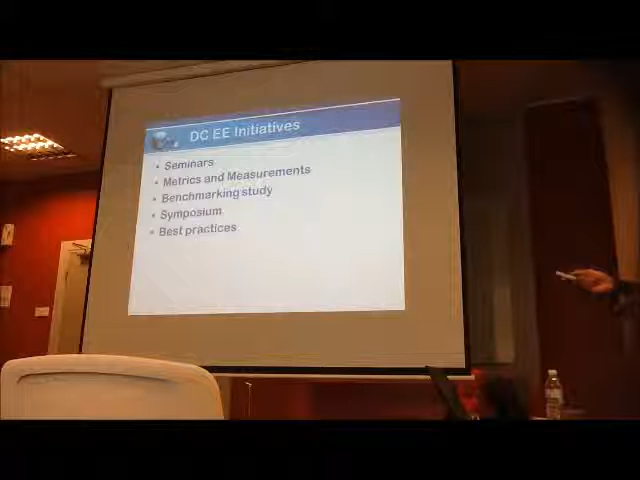 DC EE Initiatives
• Seminars
• Metrics and Measurements
• Benchmarking study
• Symposium
• Best practices